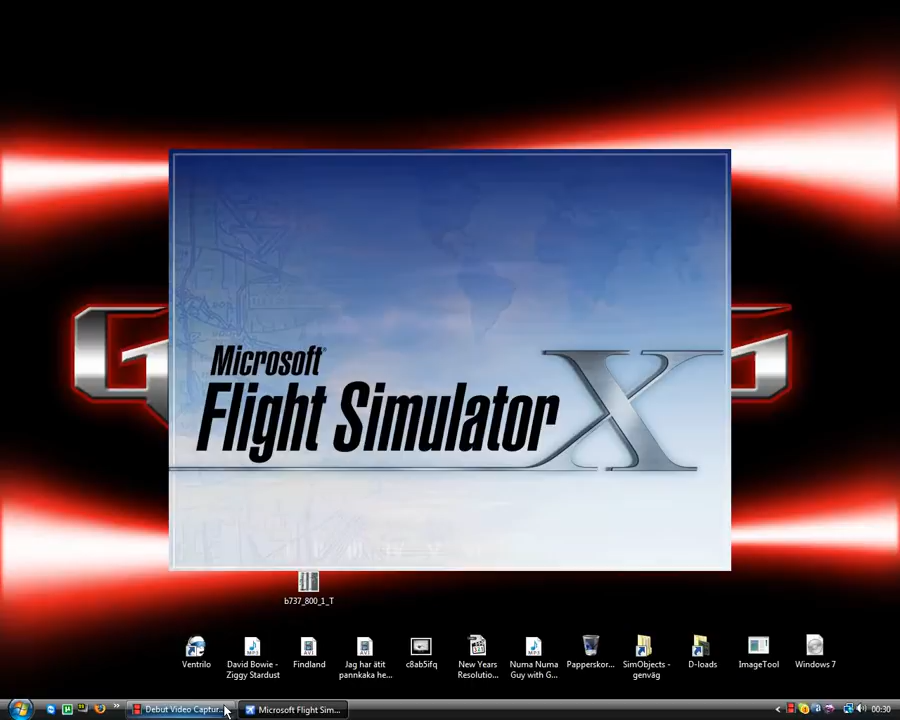 Microsoft®
Flight Simulator X
b737_800_1_T
Ventrilo
David Bowie -
Ziggy Stardust
Findland
Jag har ätit
pannkaka he...
c8ab5ifq
New Years
Resolutio...
Numa Numa
Guy with G...
Papperskor...
SimObjects -
genväg
D-loads
ImageTool
Windows 7
Debut Video Captur...
Microsoft Flight Sim...
00:30